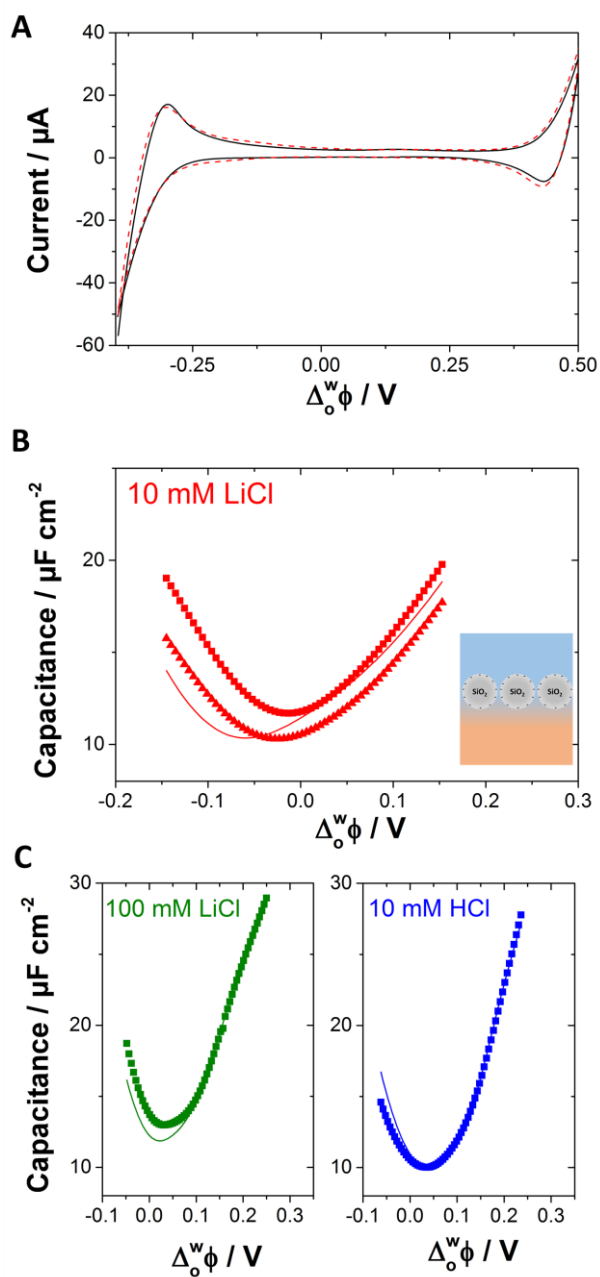 A
40
20
0
-20
-40
-60
Current / µA
-0.25 0.00 0.25 0.50
Δₒʷϕ / V
B
10 mM LiCl
20
10
Capacitance / µF cm⁻²
SiO₂ SiO₂ SiO₂
-0.2 -0.1 0.0 0.1 0.2 0.3
Δₒʷϕ / V
C
30
20
10
Capacitance / µF cm⁻²
100 mM LiCl
-0.1 0.0 0.1 0.2 0.3
Δₒʷϕ / V
30
20
10
10 mM HCl
-0.1 0.0 0.1 0.2 0.3
Δₒʷϕ / V